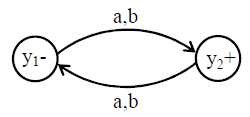 a,b
y₁- y₂+
a,b